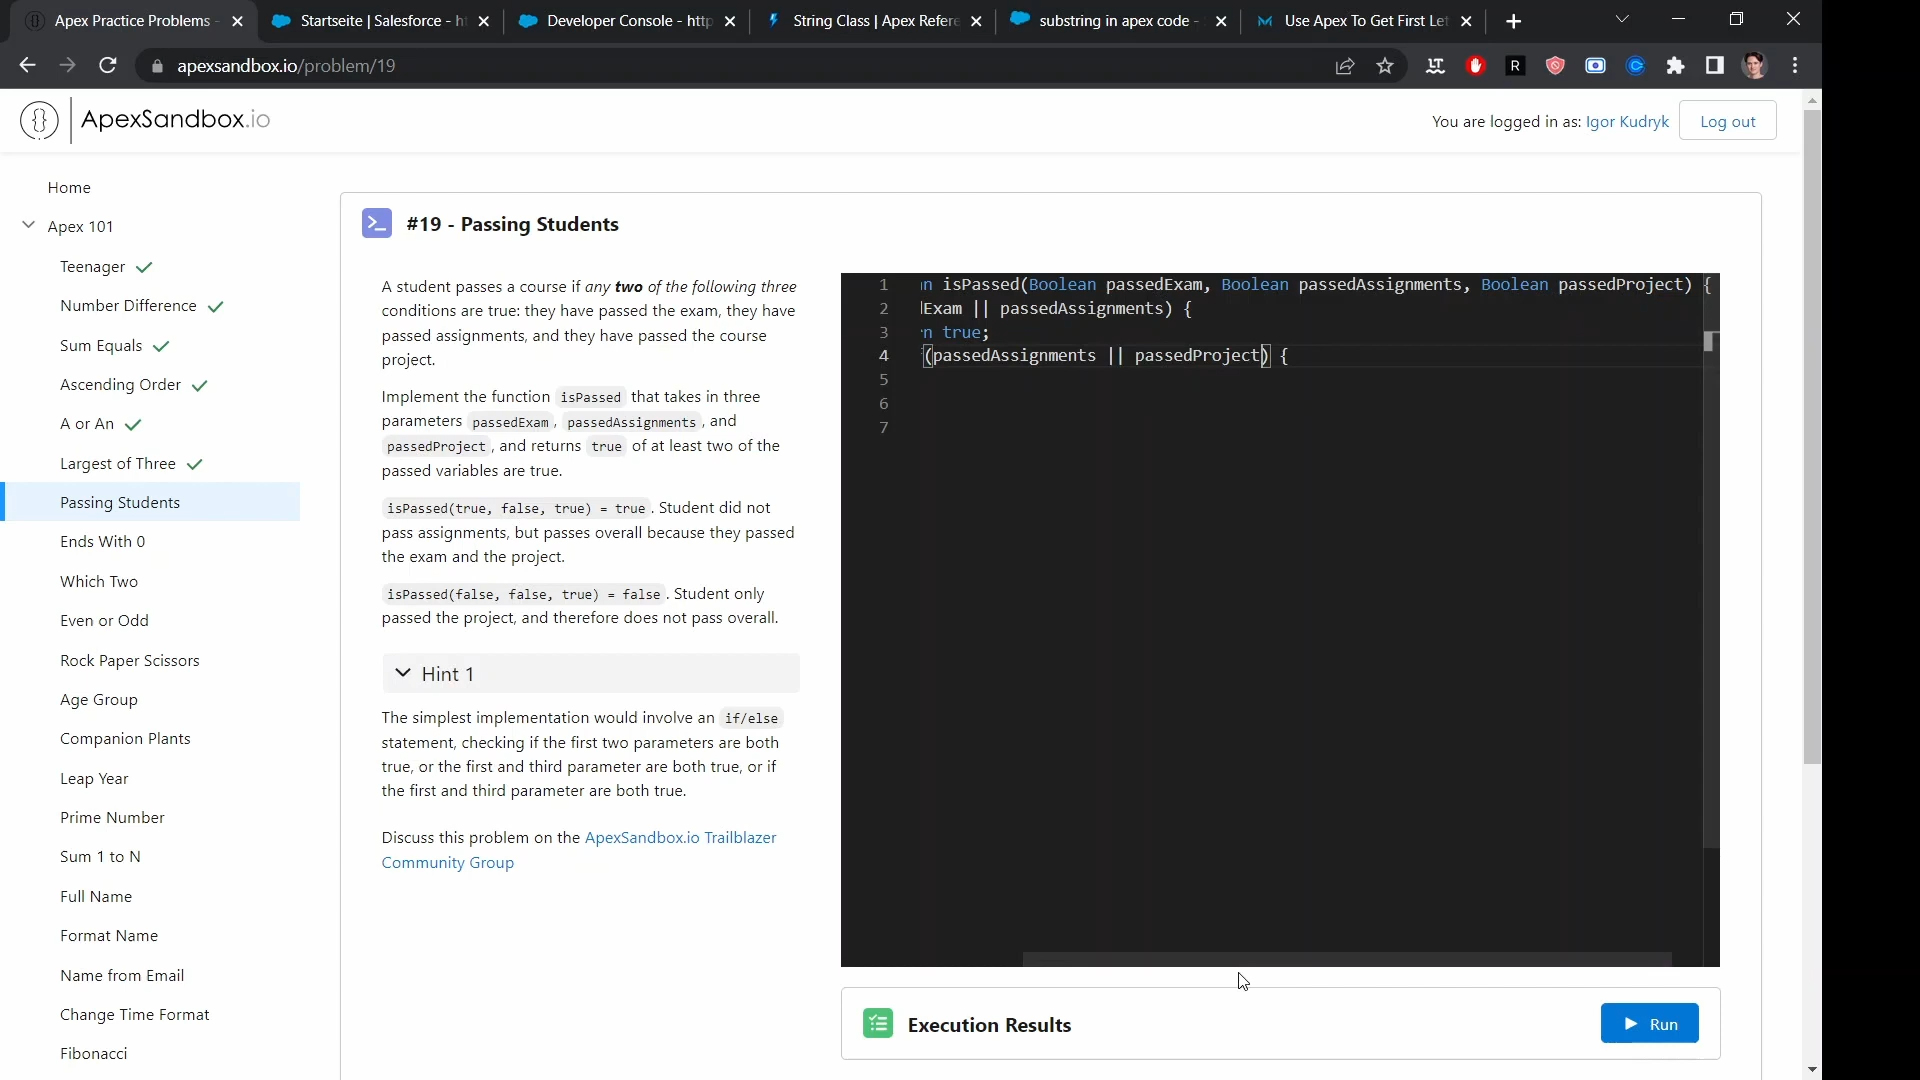 Apex Practice Problems -
Startseite | Salesforce - ht
Developer Console - http
String Class | Apex Refere
substring in apex code -
Use Apex To Get First Let
apexsandbox.io/problem/19
ApexSandbox.io
You are logged in as: Igor Kudryk
Log out
Home
Apex 101
Teenager
Number Difference
Sum Equals
Ascending Order
A or An
Largest of Three
Passing Students
Ends With 0
Which Two
Even or Odd
Rock Paper Scissors
Age Group
Companion Plants
Leap Year
Prime Number
Sum 1 to N
Full Name
Format Name
Name from Email
Change Time Format
Fibonacci
>_ #19 - Passing Students
A student passes a course if any two of the following three
conditions are true: they have passed the exam, they have
passed assignments, and they have passed the course
project.
Implement the function isPassed that takes in three
parameters passedExam, passedAssignments, and
passedProject, and returns true of at least two of the
passed variables are true.
isPassed(true, false, true) = true. Student did not
pass assignments, but passes overall because they passed
the exam and the project.
isPassed(false, false, true) = false. Student only
passed the project, and therefore does not pass overall.
Hint 1
The simplest implementation would involve an if/else
statement, checking if the first two parameters are both
true, or the first and third parameter are both true, or if
the first and third parameter are both true.
Discuss this problem on the ApexSandbox.io Trailblazer
Community Group
1 n isPassed(Boolean passedExam, Boolean passedAssignments, Boolean passedProject) {
2 Exam || passedAssignments) {
3 n true;
4 (passedAssignments || passedProject) {
5
6
7
Execution Results
Run